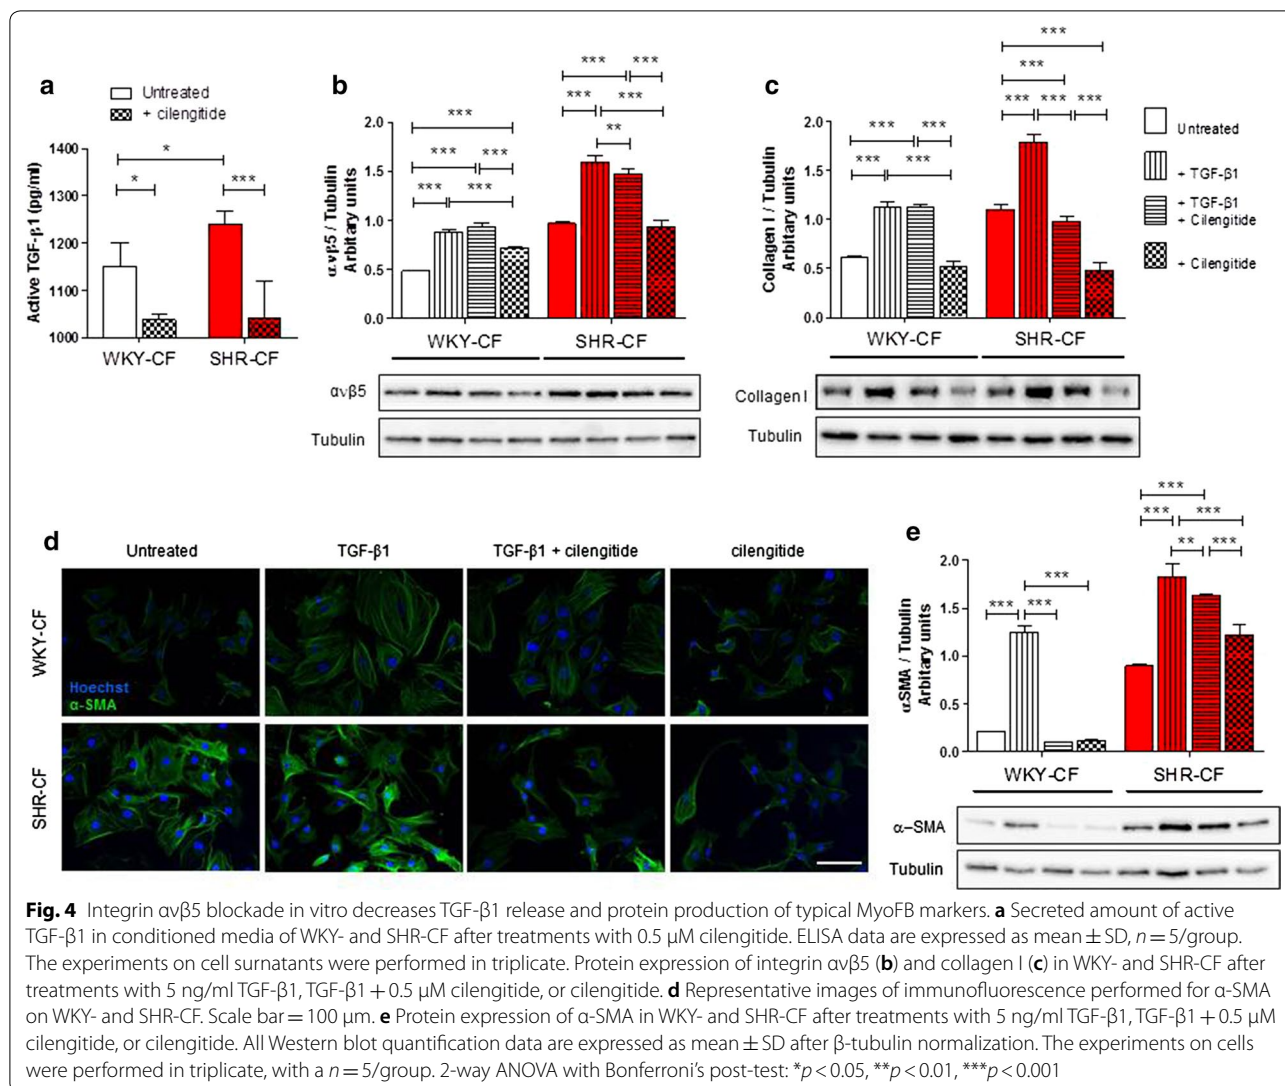 a
Untreated
+ cilengitide
Active TGF-β1 (pg/ml)
1400
1300
1200
1100
1000
*
*
***
WKY-CF
SHR-CF
b
αvβ5 / Tubulin
Arbitary units
2.0
1.5
1.0
0.5
0.0
***
***
***
***
***
***
***
***
***
**
WKY-CF
SHR-CF
αvβ5
Tubulin
c
Collagen I / Tubulin
Arbitary units
2.0
1.5
1.0
0.5
0.0
***
***
***
***
***
***
***
***
***
WKY-CF
SHR-CF
Collagen I
Tubulin
Untreated
+ TGF-β1
+ TGF-β1
+ Cilengitide
+ Cilengitide
d
Untreated
TGF-β1
TGF-β1 + cilengitide
cilengitide
WKY-CF
Hoechst
α-SMA
SHR-CF
e
αSMA / Tubulin
Arbitary units
2.0
1.5
1.0
0.5
0.0
***
***
***
***
***
***
**
***
WKY-CF
SHR-CF
α–SMA
Tubulin
Fig. 4 Integrin αvβ5 blockade in vitro decreases TGF-β1 release and protein production of typical MyoFB markers. a Secreted amount of active
TGF-β1 in conditioned media of WKY- and SHR-CF after treatments with 0.5 μM cilengitide. ELISA data are expressed as mean ± SD, n = 5/group.
The experiments on cell surnatants were performed in triplicate. Protein expression of integrin αvβ5 (b) and collagen I (c) in WKY- and SHR-CF after
treatments with 5 ng/ml TGF-β1, TGF-β1 + 0.5 μM cilengitide, or cilengitide. d Representative images of immunofluorescence performed for α-SMA
on WKY- and SHR-CF. Scale bar = 100 μm. e Protein expression of α-SMA in WKY- and SHR-CF after treatments with 5 ng/ml TGF-β1, TGF-β1 + 0.5 μM
cilengitide, or cilengitide. All Western blot quantification data are expressed as mean ± SD after β-tubulin normalization. The experiments on cells
were performed in triplicate, with a n = 5/group. 2-way ANOVA with Bonferroni's post-test: *p < 0.05, **p < 0.01, ***p < 0.001